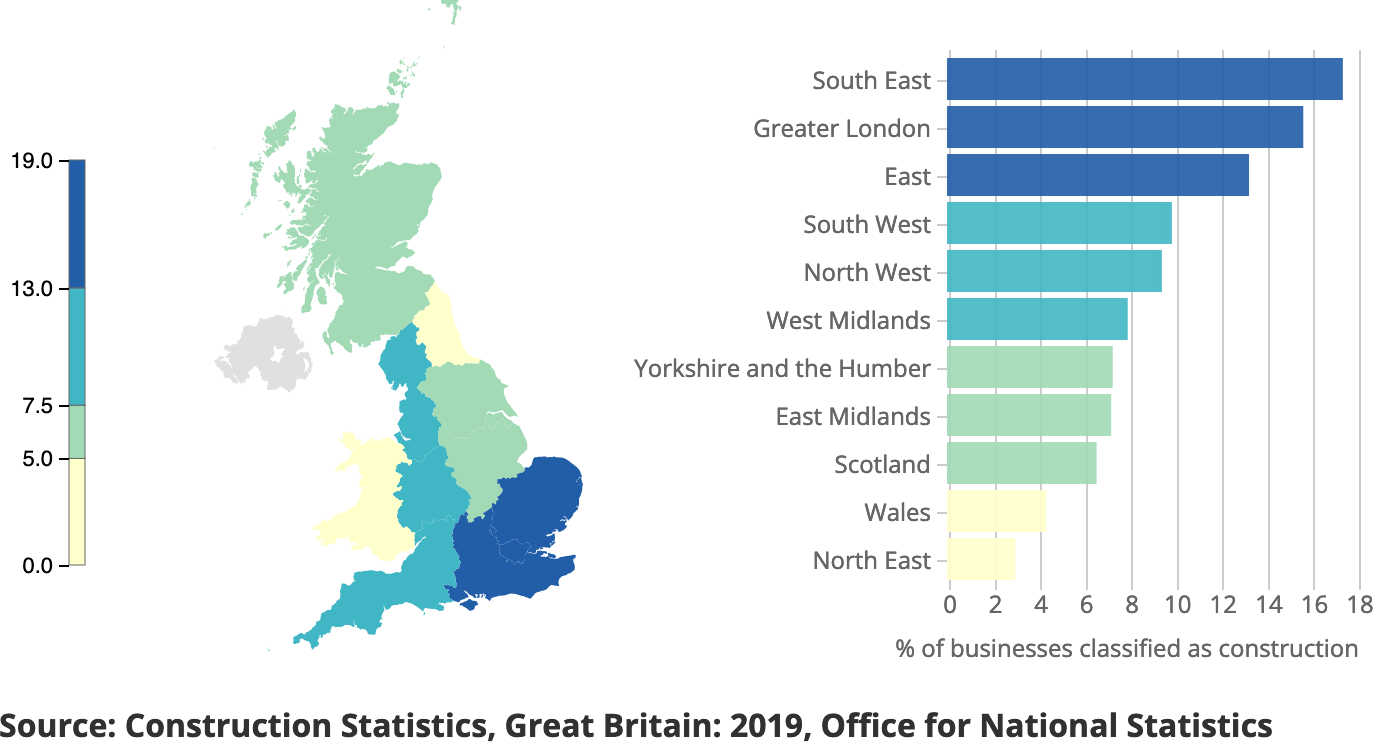 19.0
13.0
7.5
5.0
0.0
South East
Greater London
East
South West
North West
West Midlands
Yorkshire and the Humber
East Midlands
Scotland
Wales
North East
0 2 4 6 8 10 12 14 16 18
% of businesses classified as construction
Source: Construction Statistics, Great Britain: 2019, Office for National Statistics